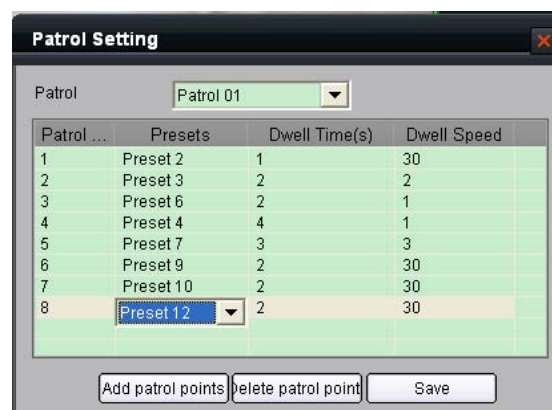 Patrol Setting
Patrol Patrol 01
Patrol ... Presets Dwell Time(s) Dwell Speed
1 Preset 2 1 30
2 Preset 3 2 2
3 Preset 6 2 1
4 Preset 4 4 1
5 Preset 7 3 3
6 Preset 9 2 30
7 Preset 10 2 30
8 Preset 12 2 30
Add patrol points Delete patrol point Save